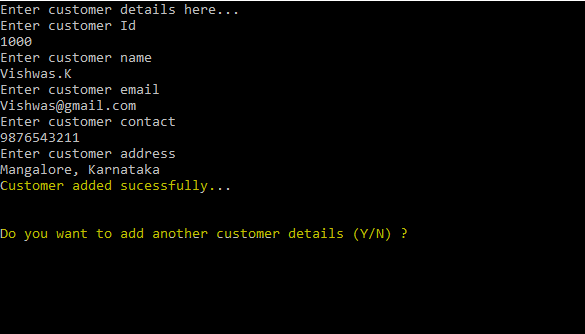 Enter customer details here...
Enter customer Id
1000
Enter customer name
Vishwas.K
Enter customer email
Vishwas@gmail.com
Enter customer contact
9876543211
Enter customer address
Mangalore, Karnataka
Customer added sucessfully...
Do you want to add another customer details (Y/N) ?